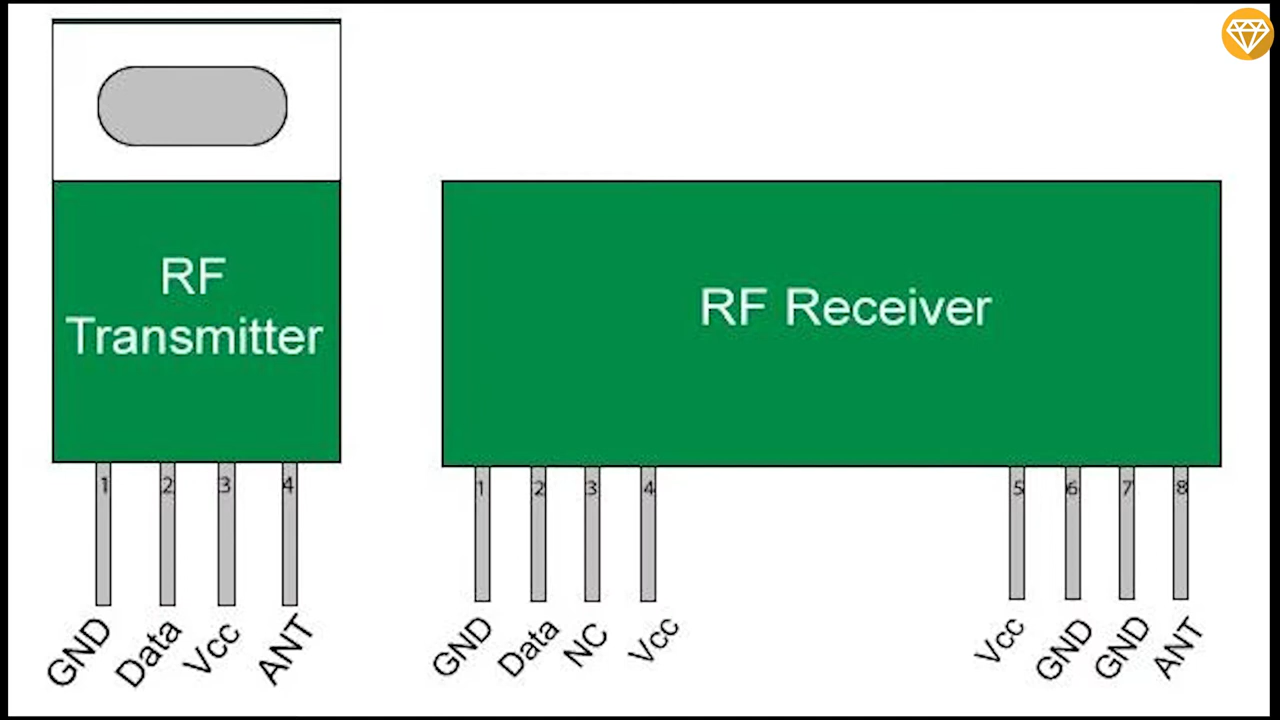 RF
Transmitter
RF Receiver
1 2 3 4
GND Data Vcc ANT
1 2 3 4 5 6 7 8
GND Data NC Vcc Vcc GND GND ANT